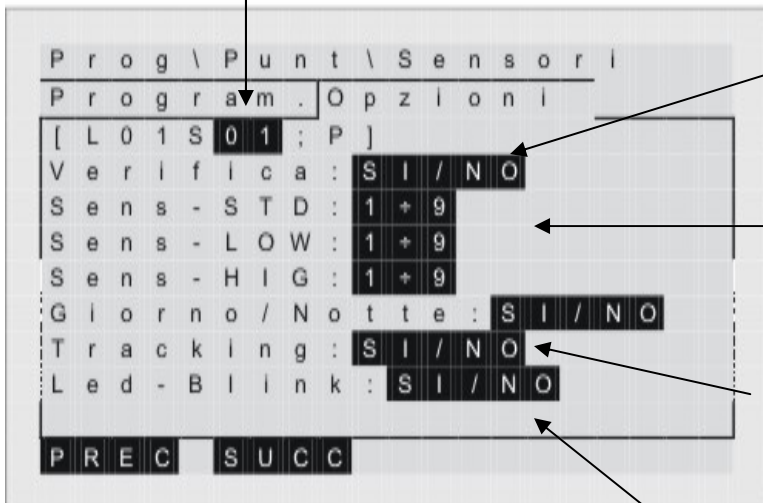 Prog\Punt\Sensori
Program. Opzioni
[L01S01;P]
Verifica:SI/NO
Sens-STD:1÷9
Sens-LOW:1÷9
Sens-HIG:1÷9
Giorno/Notte:SI/NO
Tracking:SI/NO
Led-Blink:SI/NO
PREC SUCC